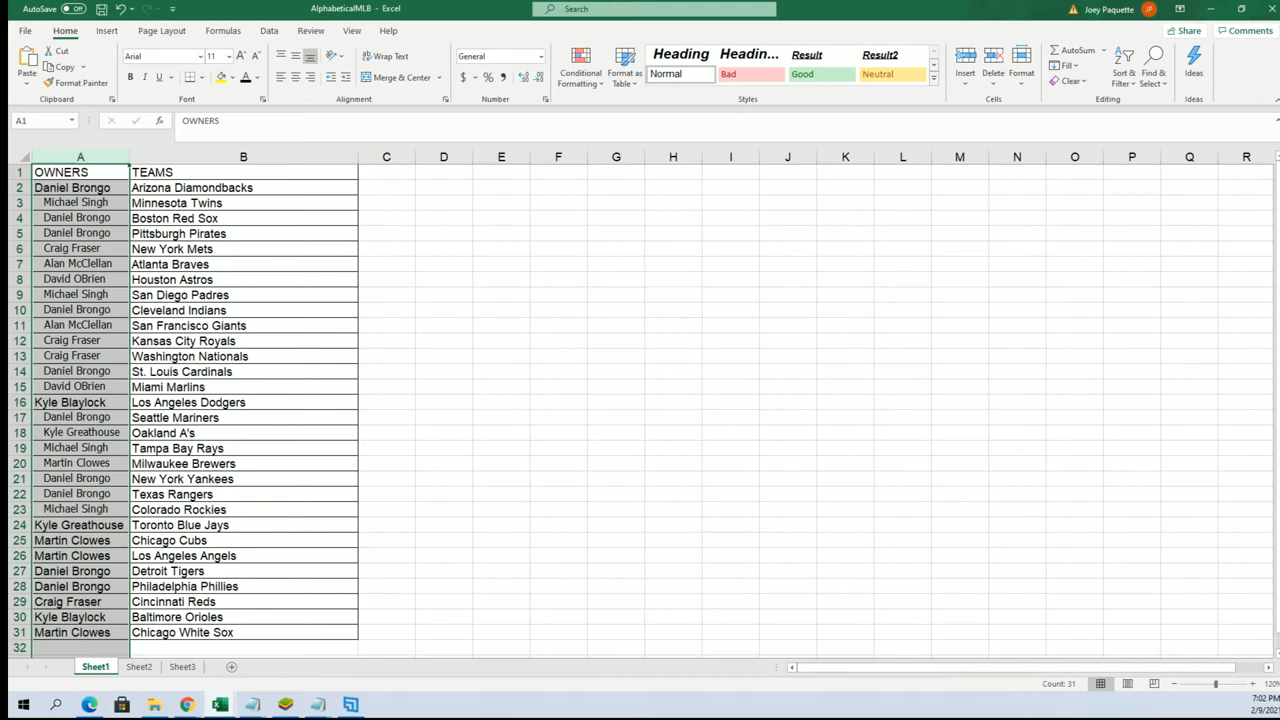 AutoSave Off AlphabeticalMLB - Excel Search Joey Paquette JP
File Home Insert Page Layout Formulas Data Review View Help Share Comments
Paste Cut Copy Format Painter Clipboard
Arial 11 B I U A Font
Wrap Text Merge & Center Alignment
General $ % Number
Conditional Formatting Format as Table
Heading Headin... Result Result2
Normal Bad Good Neutral
Styles
Insert Delete Format Cells
AutoSum Fill Clear Sort & Filter Find & Select Editing
Ideas Ideas
A1 fx OWNERS
A B C D E F G H I J K L M N O P Q R
1 OWNERS TEAMS
2 Daniel Brongo Arizona Diamondbacks
3 Michael Singh Minnesota Twins
4 Daniel Brongo Boston Red Sox
5 Daniel Brongo Pittsburgh Pirates
6 Craig Fraser New York Mets
7 Alan McClellan Atlanta Braves
8 David OBrien Houston Astros
9 Michael Singh San Diego Padres
10 Daniel Brongo Cleveland Indians
11 Alan McClellan San Francisco Giants
12 Craig Fraser Kansas City Royals
13 Craig Fraser Washington Nationals
14 Daniel Brongo St. Louis Cardinals
15 David OBrien Miami Marlins
16 Kyle Blaylock Los Angeles Dodgers
17 Daniel Brongo Seattle Mariners
18 Kyle Greathouse Oakland A's
19 Michael Singh Tampa Bay Rays
20 Martin Clowes Milwaukee Brewers
21 Daniel Brongo New York Yankees
22 Daniel Brongo Texas Rangers
23 Michael Singh Colorado Rockies
24 Kyle Greathouse Toronto Blue Jays
25 Martin Clowes Chicago Cubs
26 Martin Clowes Los Angeles Angels
27 Daniel Brongo Detroit Tigers
28 Daniel Brongo Philadelphia Phillies
29 Craig Fraser Cincinnati Reds
30 Kyle Blaylock Baltimore Orioles
31 Martin Clowes Chicago White Sox
32
Sheet1 Sheet2 Sheet3
Count: 31 120%
7:02 PM